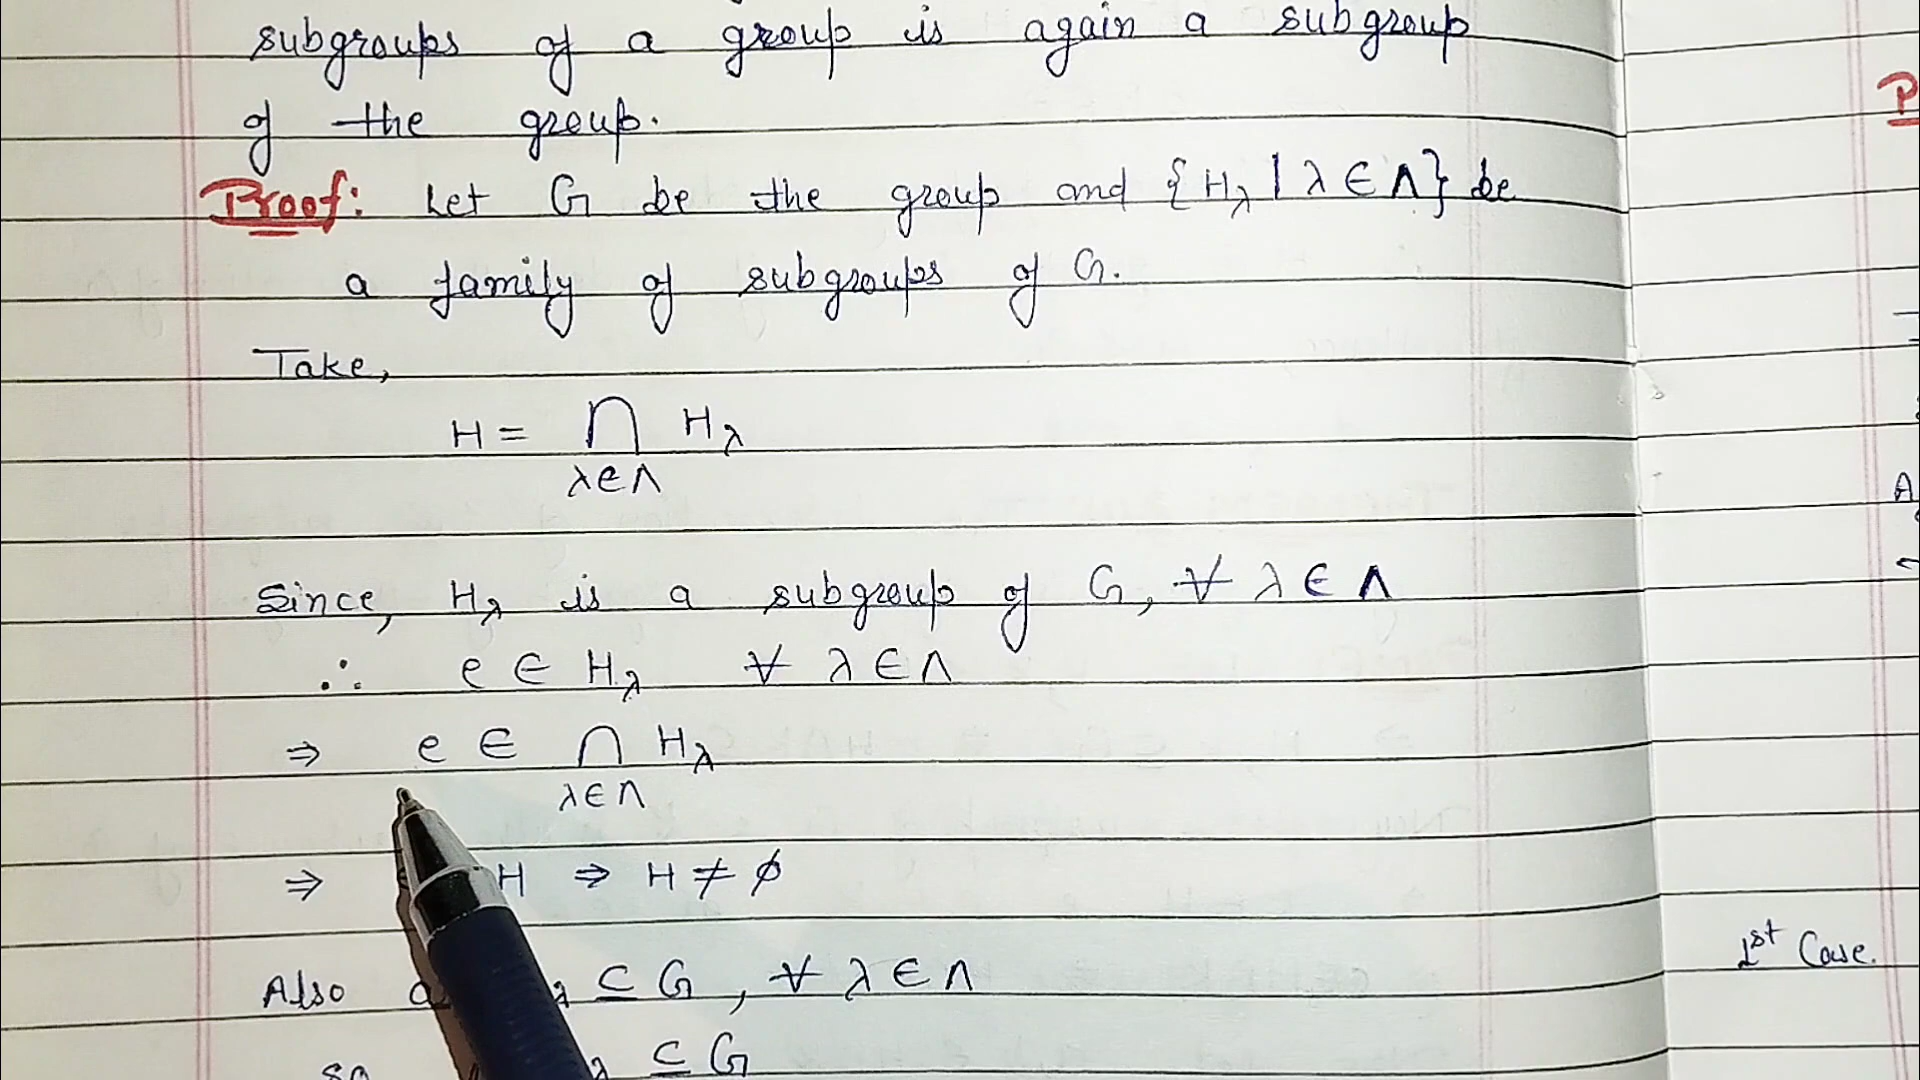 subgroups of a group is again a subgroup
of the group.
Proof: Let G be the group and {H_λ | λ ∈ Λ} be
a family of subgroups of G.
Take,
H = ⋂ H_λ
λ∈Λ
Since, H_λ is a subgroup of G, ∀ λ ∈ Λ
∴ e ∈ H_λ ∀ λ ∈ Λ
⇒ e ∈ ⋂ H_λ
λ∈Λ
⇒ H ⇒ H ≠ ϕ
Also λ ⊆ G, ∀ λ ∈ Λ
so λ ⊆ G
P
A
1st Case.